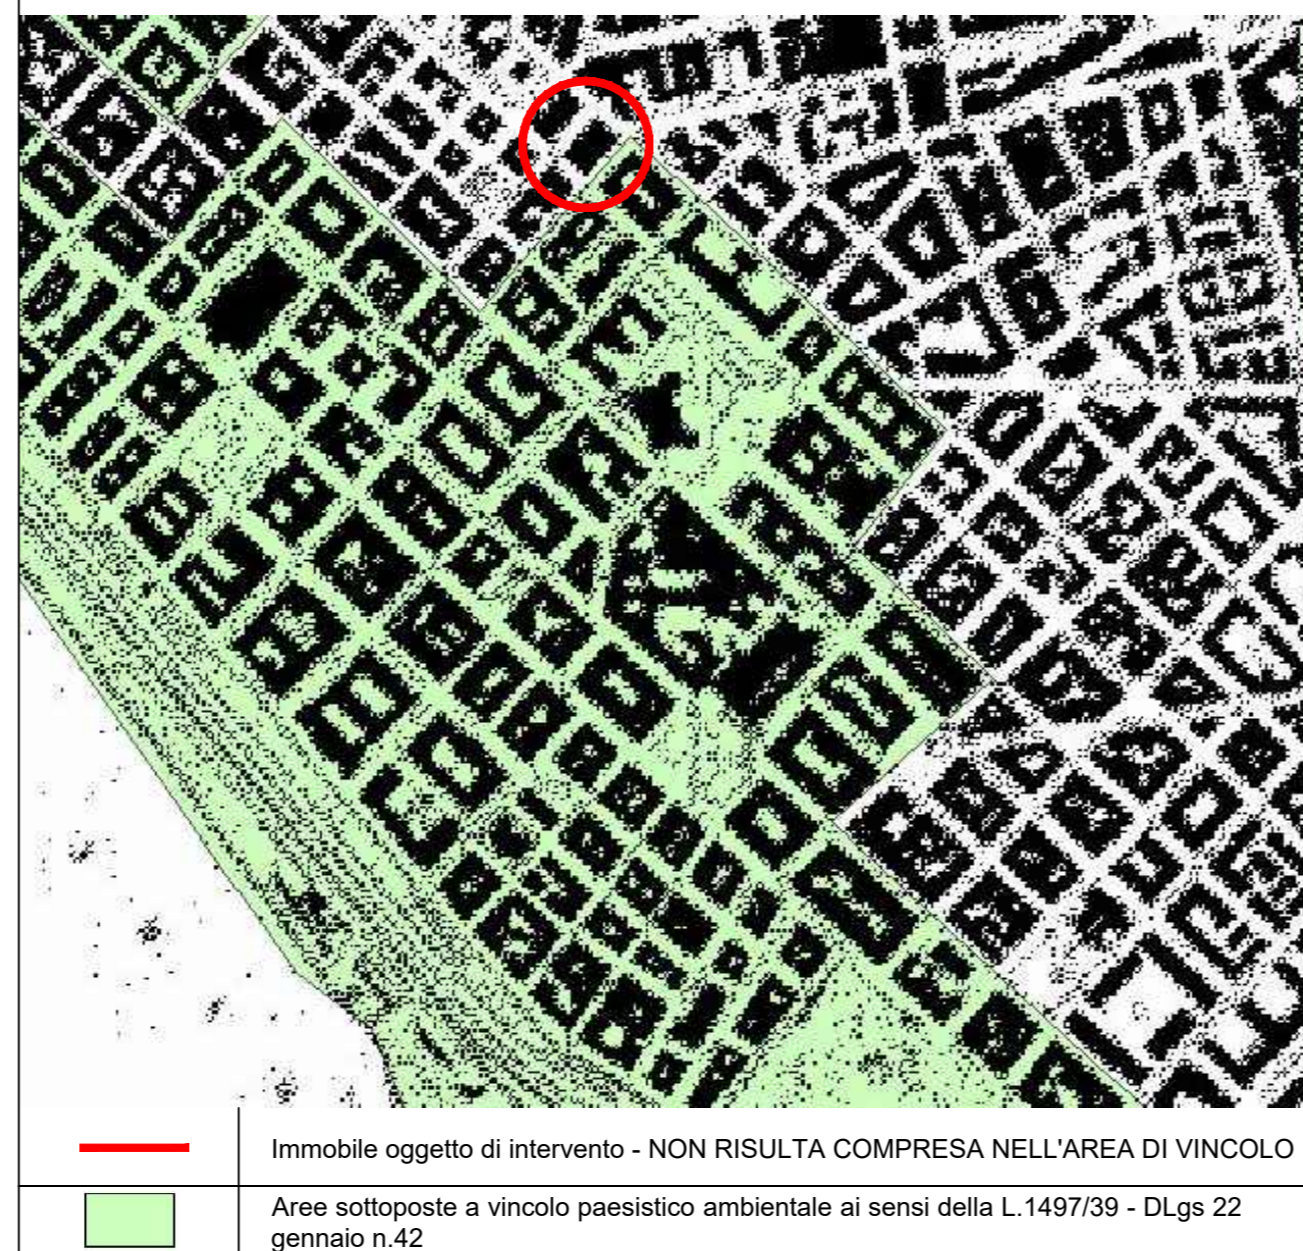 Immobile oggetto di intervento - NON RISULTA COMPRESA NELL'AREA DI VINCOLO
Aree sottoposte a vincolo paesistico ambientale ai sensi della L.1497/39 - DLgs 22
gennaio n.42